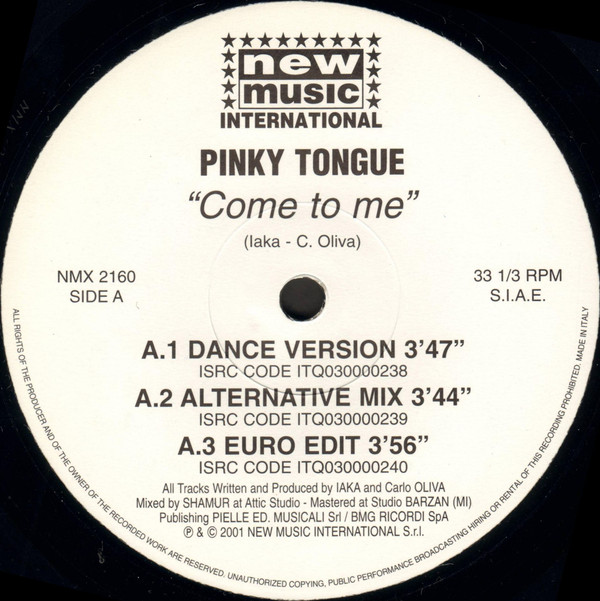 new
music
INTERNATIONAL
PINKY TONGUE
“Come to me”
(Iaka - C. Oliva)
NMX 2160
SIDE A
33 1/3 RPM
S.I.A.E.
A.1 DANCE VERSION 3’47”
ISRC CODE ITQ030000238
A.2 ALTERNATIVE MIX 3’44”
ISRC CODE ITQ030000239
A.3 EURO EDIT 3’56”
ISRC CODE ITQ030000240
All Tracks Written and Produced by IAKA and Carlo OLIVA
Mixed by SHAMUR at Attic Studio - Mastered at Studio BARZAN (MI)
Publishing PIELLE ED. MUSICALI Srl / BMG RICORDI SpA
℗ & © 2001 NEW MUSIC INTERNATIONAL S.r.l.
ALL RIGHTS OF THE PRODUCER AND OF THE OWNER OF THE RECORDED WORK ARE RESERVED. UNAUTHORIZED COPYING, PUBLIC PERFORMANCE BROADCASTING HIRING OR RENTAL OF THIS RECORDING PROHIBITED. MADE IN ITALY